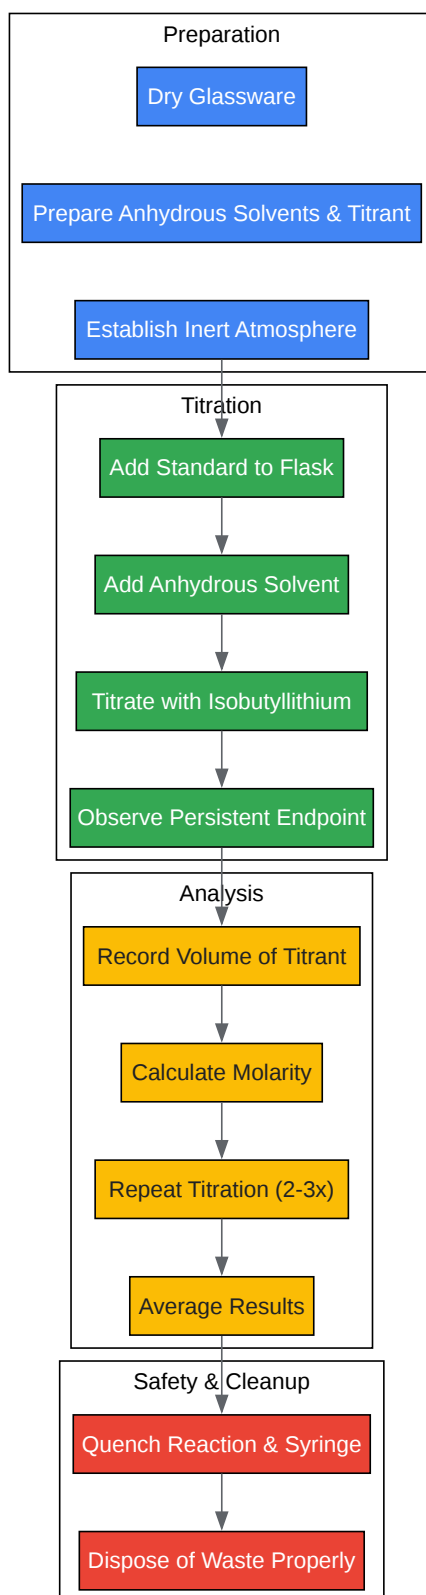 Preparation
Dry Glassware
Prepare Anhydrous Solvents & Titrant
Establish Inert Atmosphere
Titration
Add Standard to Flask
Add Anhydrous Solvent
Titrate with Isobutyllithium
Observe Persistent Endpoint
Analysis
Record Volume of Titrant
Calculate Molarity
Repeat Titration (2-3x)
Average Results
Safety & Cleanup
Quench Reaction & Syringe
Dispose of Waste Properly